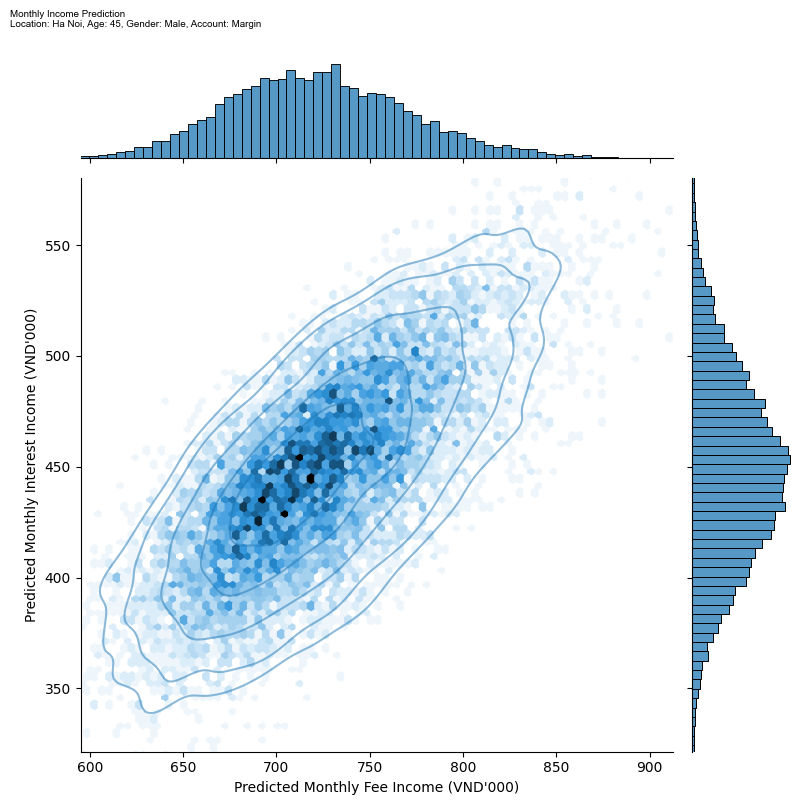 Monthly Income Prediction
Location: Ha Noi, Age: 45, Gender: Male, Account: Margin
550
500
450
400
350
Predicted Monthly Interest Income (VND'000)
600 650 700 750 800 850 900
Predicted Monthly Fee Income (VND'000)